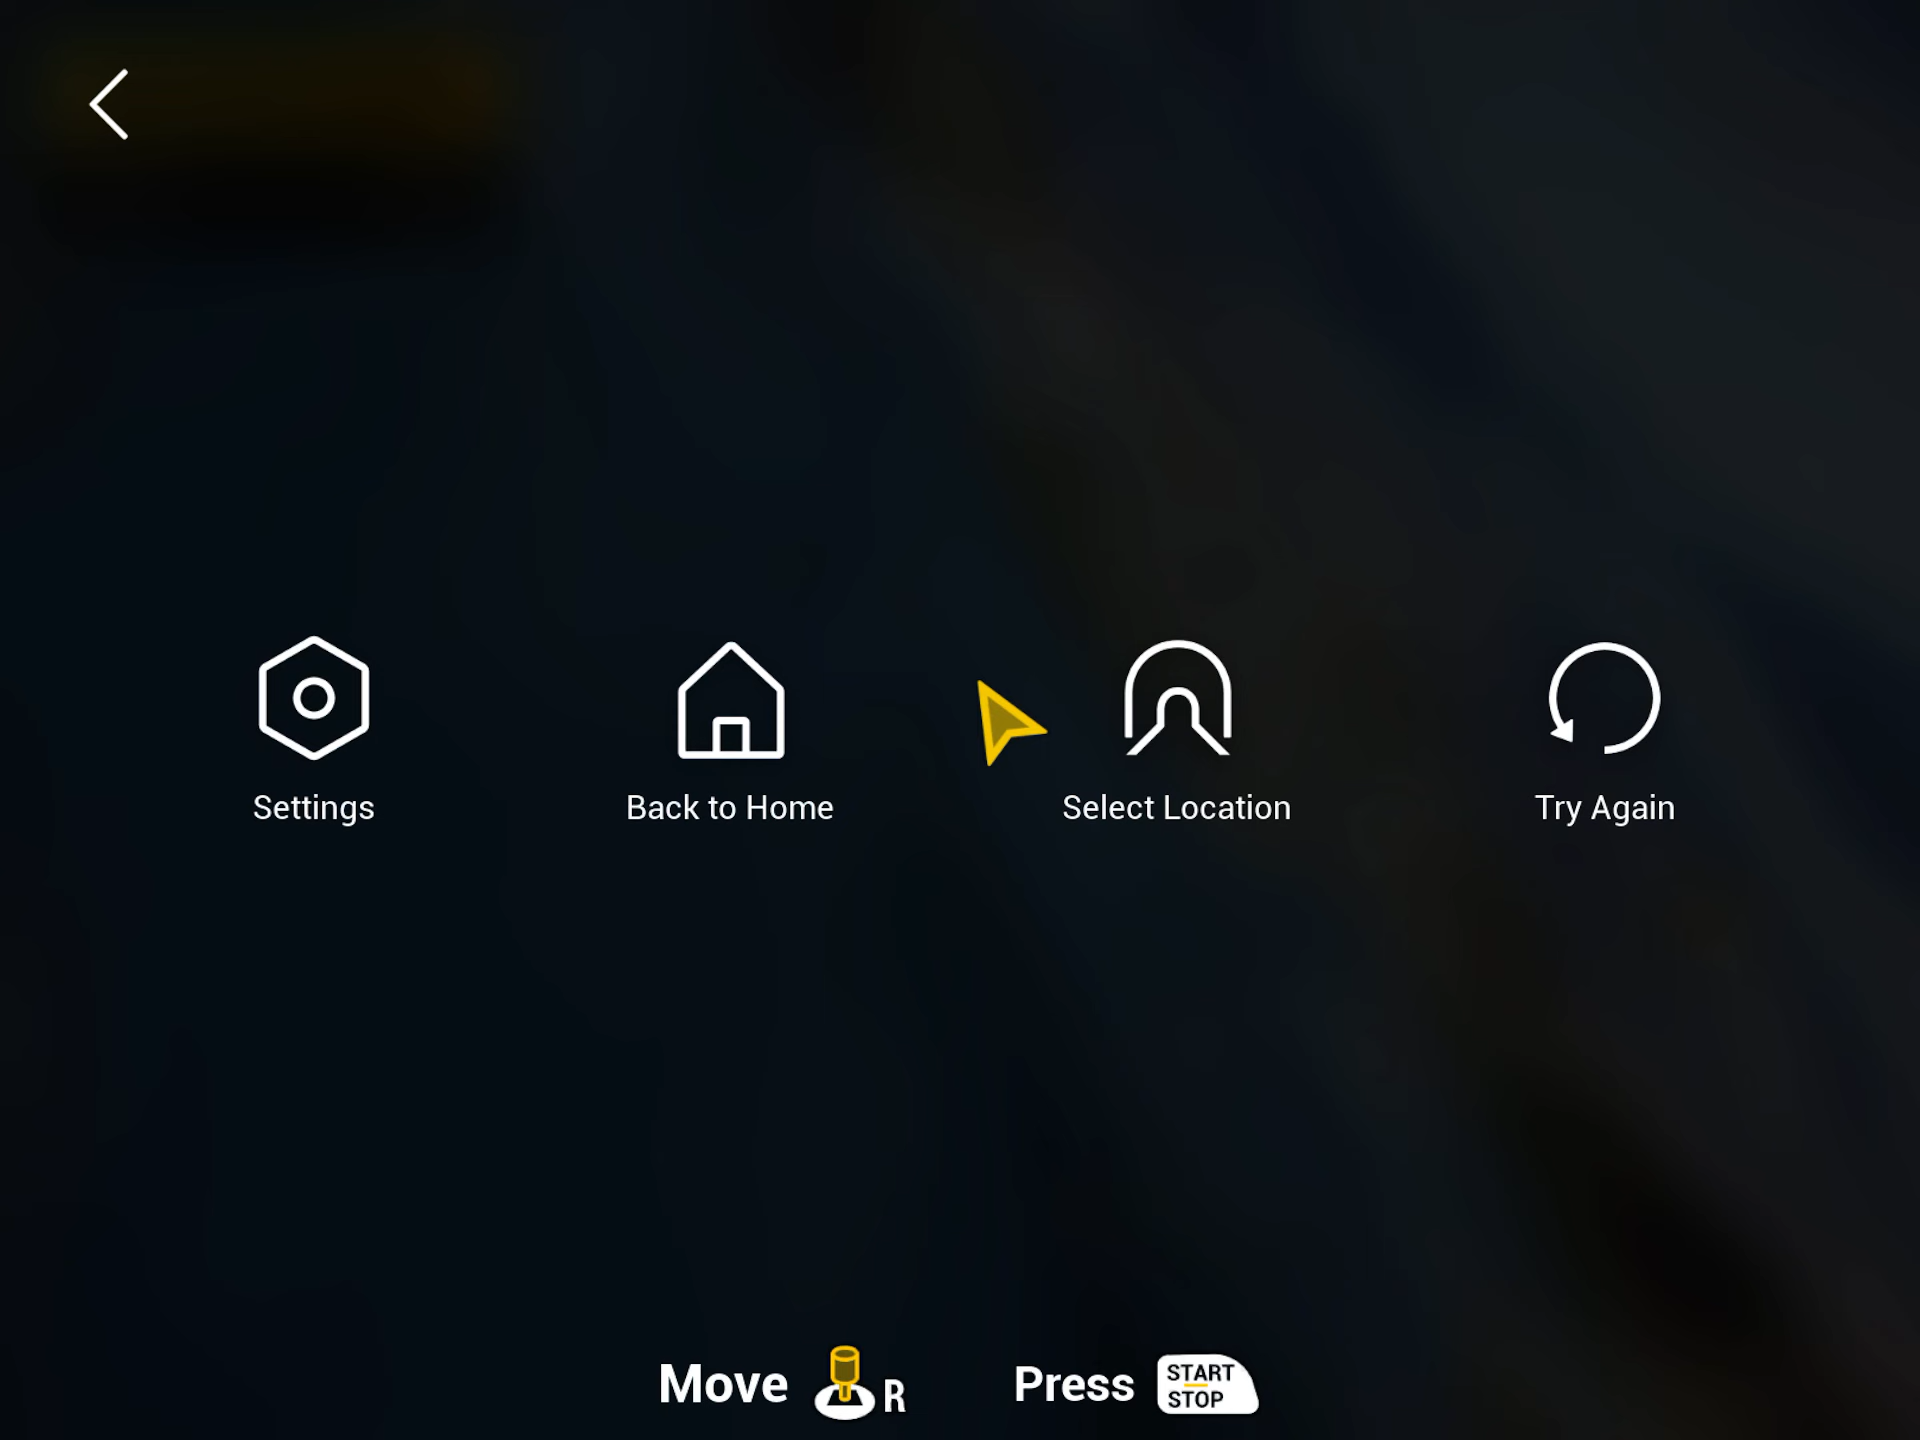 Settings
Back to Home
Select Location
Try Again
Move R Press START
STOP